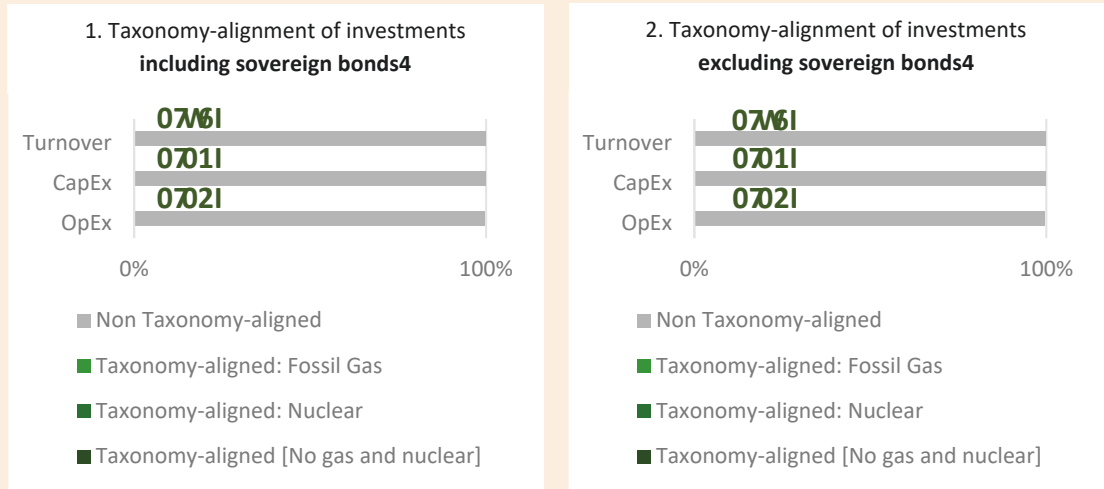 1. Taxonomy-alignment of investments
including sovereign bonds4
Turnover
CapEx
OpEx
0% 100%
Non Taxonomy-aligned
Taxonomy-aligned: Fossil Gas
Taxonomy-aligned: Nuclear
Taxonomy-aligned [No gas and nuclear]
2. Taxonomy-alignment of investments
excluding sovereign bonds4
Turnover
CapEx
OpEx
0% 100%
Non Taxonomy-aligned
Taxonomy-aligned: Fossil Gas
Taxonomy-aligned: Nuclear
Taxonomy-aligned [No gas and nuclear]